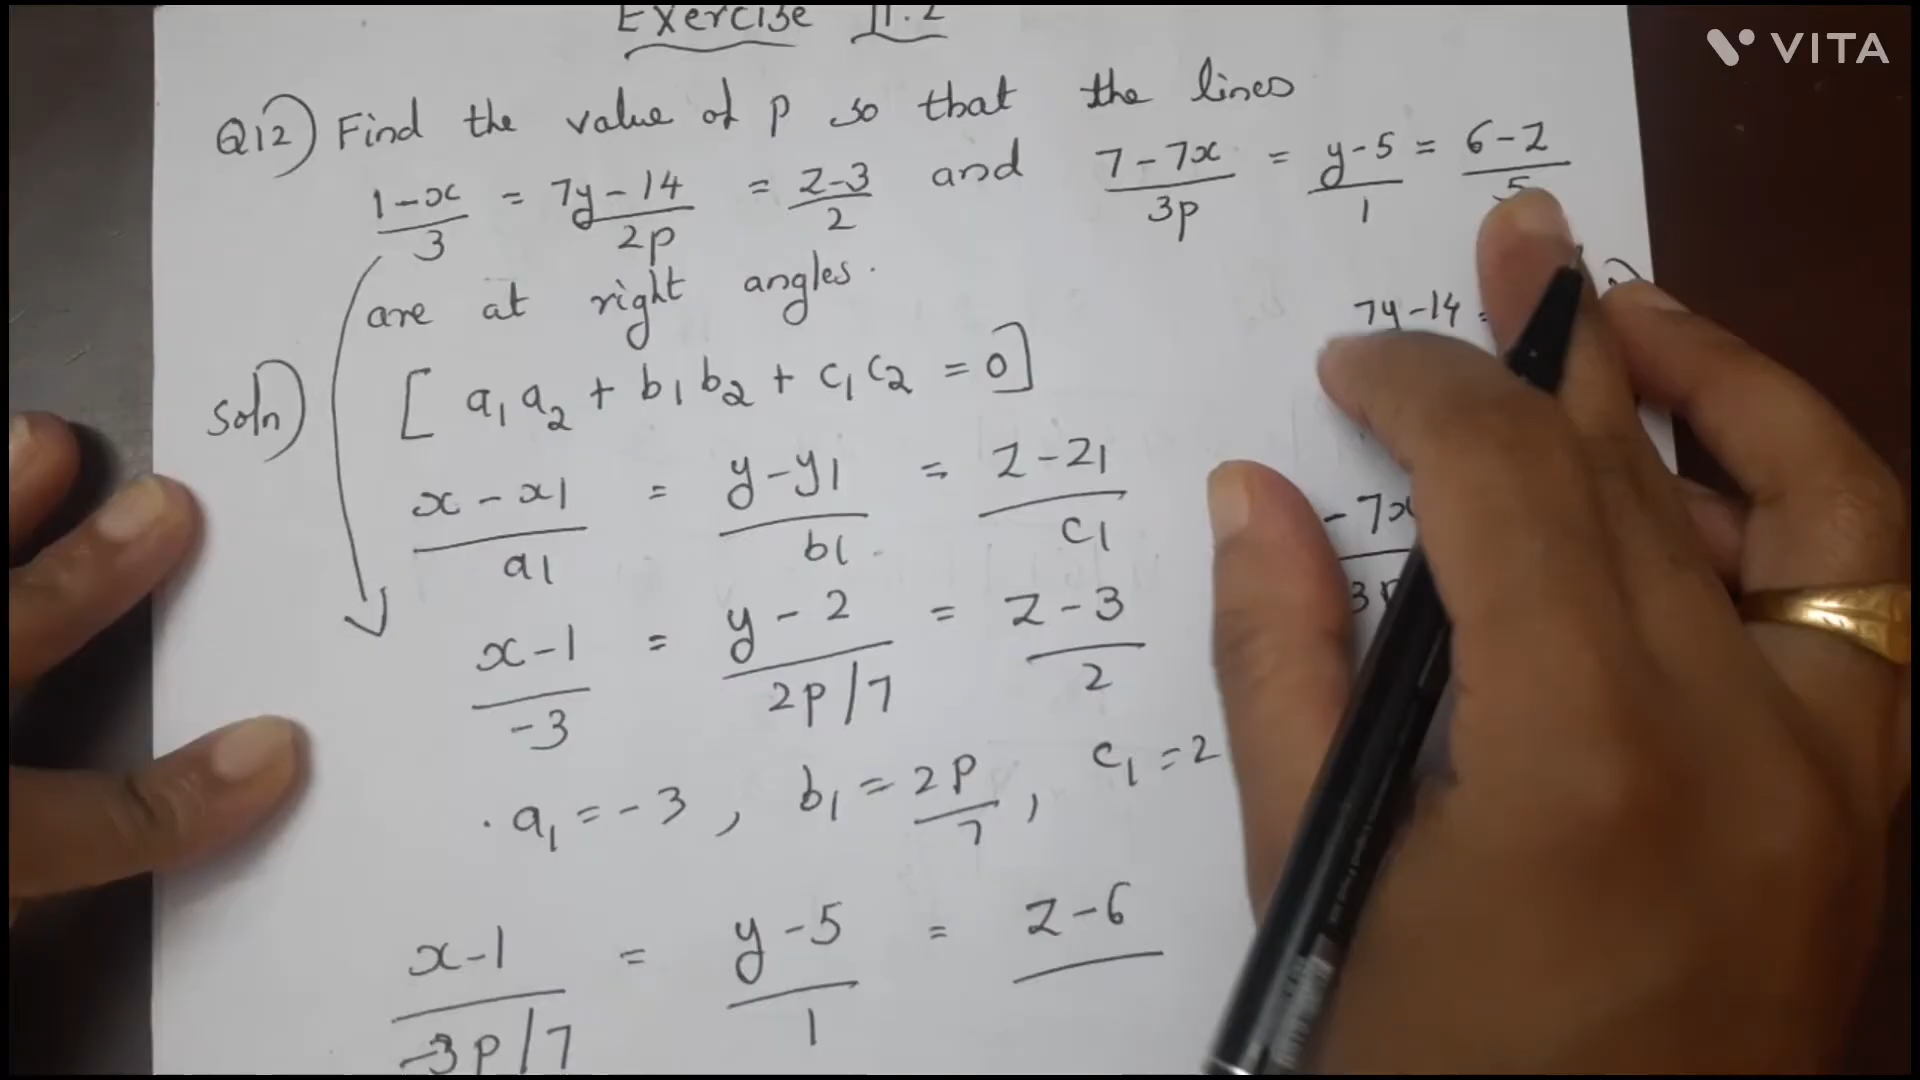 Exercise 11.2
VITA
Q12) Find the value of p so that the lines
1-x/3 = 7y-14/2p = z-3/2 and 7-7x/3p = y-5/1 = 6-z/5
are at right angles.
7y-14 =
Soln) [a₁a₂ + b₁b₂ + c₁c₂ = 0]
x-x1/a1 = y-y1/b1 = z-z1/c1
-7x
3p
x-1/-3 = y-2/2p/7 = z-3/2
. a₁ = -3, b₁ = 2p/7, c₁ = 2
x-1/-3p/7 = y-5/1 = z-6